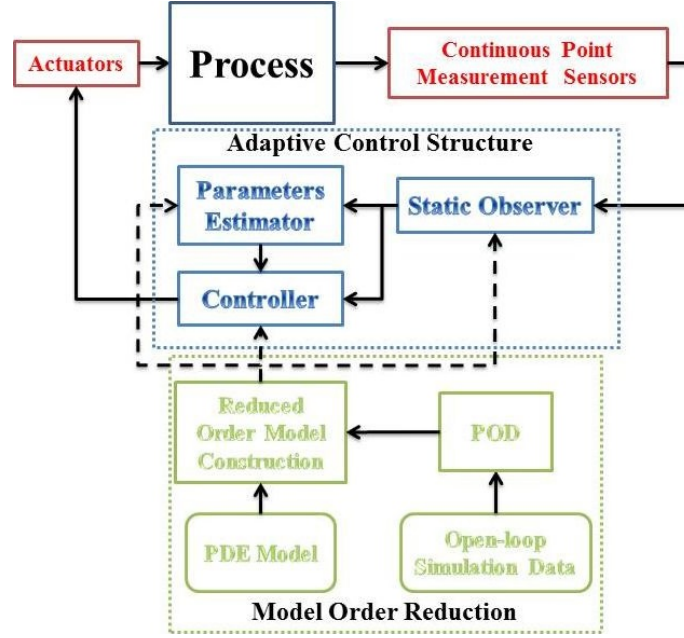 Actuators
Process
Continuous Point
Measurement Sensors
Adaptive Control Structure
Parameters
Estimator
Static Observer
Controller
Reduced
Order Model
Construction
POD
PDE Model
Open-loop
Simulation Data
Model Order Reduction